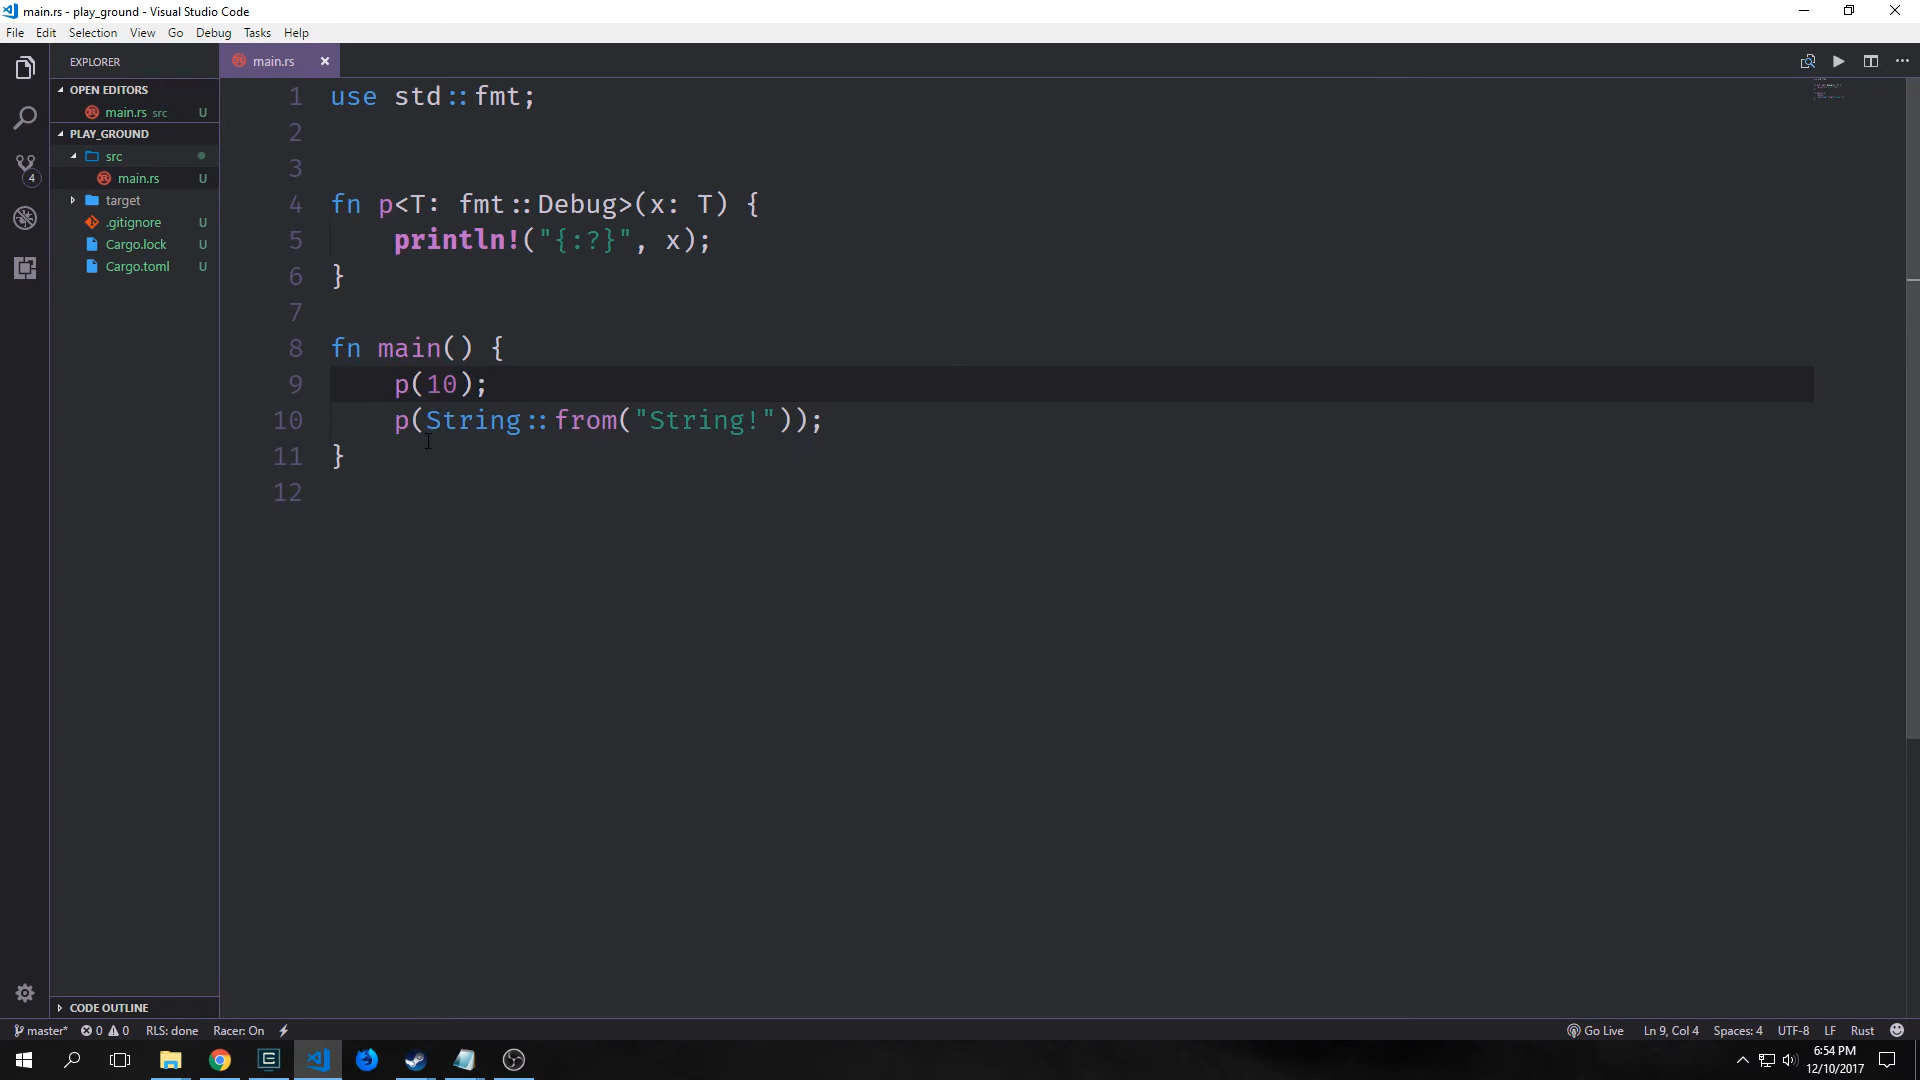 main.rs - play_ground - Visual Studio Code
File Edit Selection View Go Debug Tasks Help
EXPLORER
OPEN EDITORS
main.rs src U
PLAY_GROUND
src
main.rs U
target
.gitignore U
Cargo.lock U
Cargo.toml U
CODE OUTLINE
4
main.rs
1 use std::fmt;
2
3
4 fn p<T: fmt::Debug>(x: T) {
5 println!("{:?}", x);
6 }
7
8 fn main() {
9 p(10);
10 p(String::from("String!"));
11 }
12
master* 0 0 RLS: done Racer: On Go Live Ln 9, Col 4 Spaces: 4 UTF-8 LF Rust
6:54 PM
12/10/2017